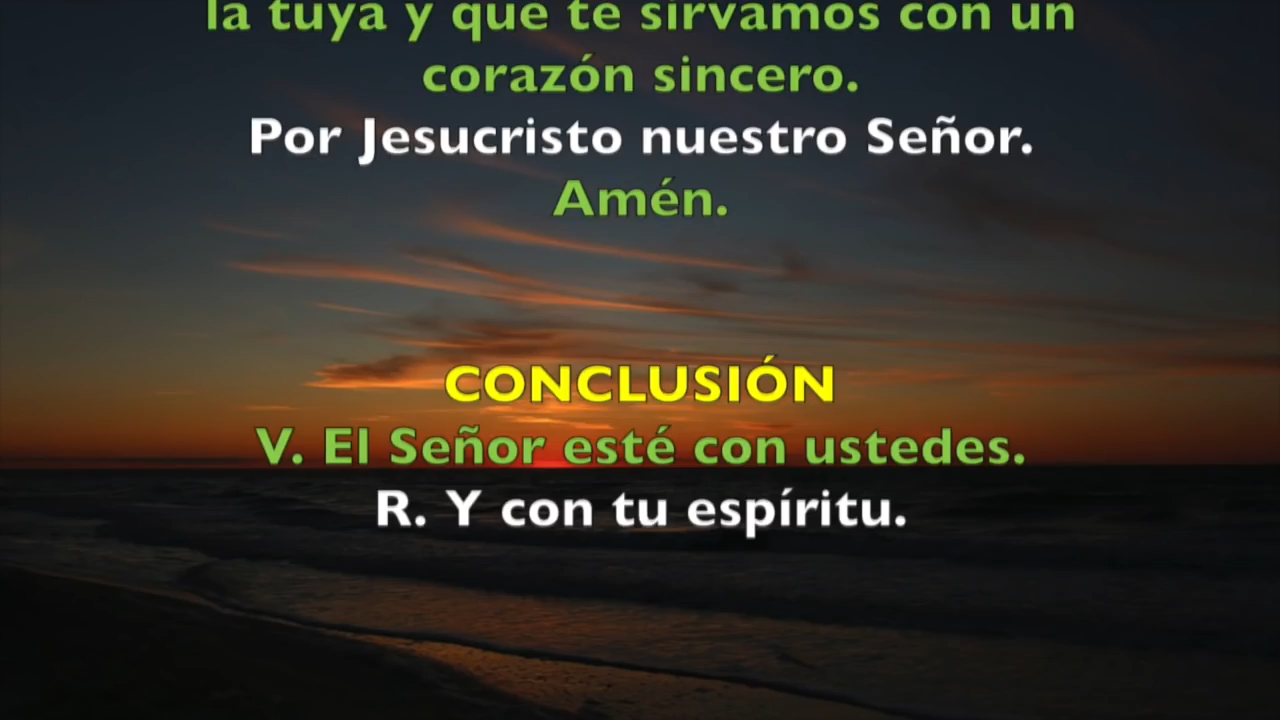 la tuya y que te sirvamos con un
corazón sincero.
Por Jesucristo nuestro Señor.
Amén.
CONCLUSIÓN
V. El Señor esté con ustedes.
R. Y con tu espíritu.